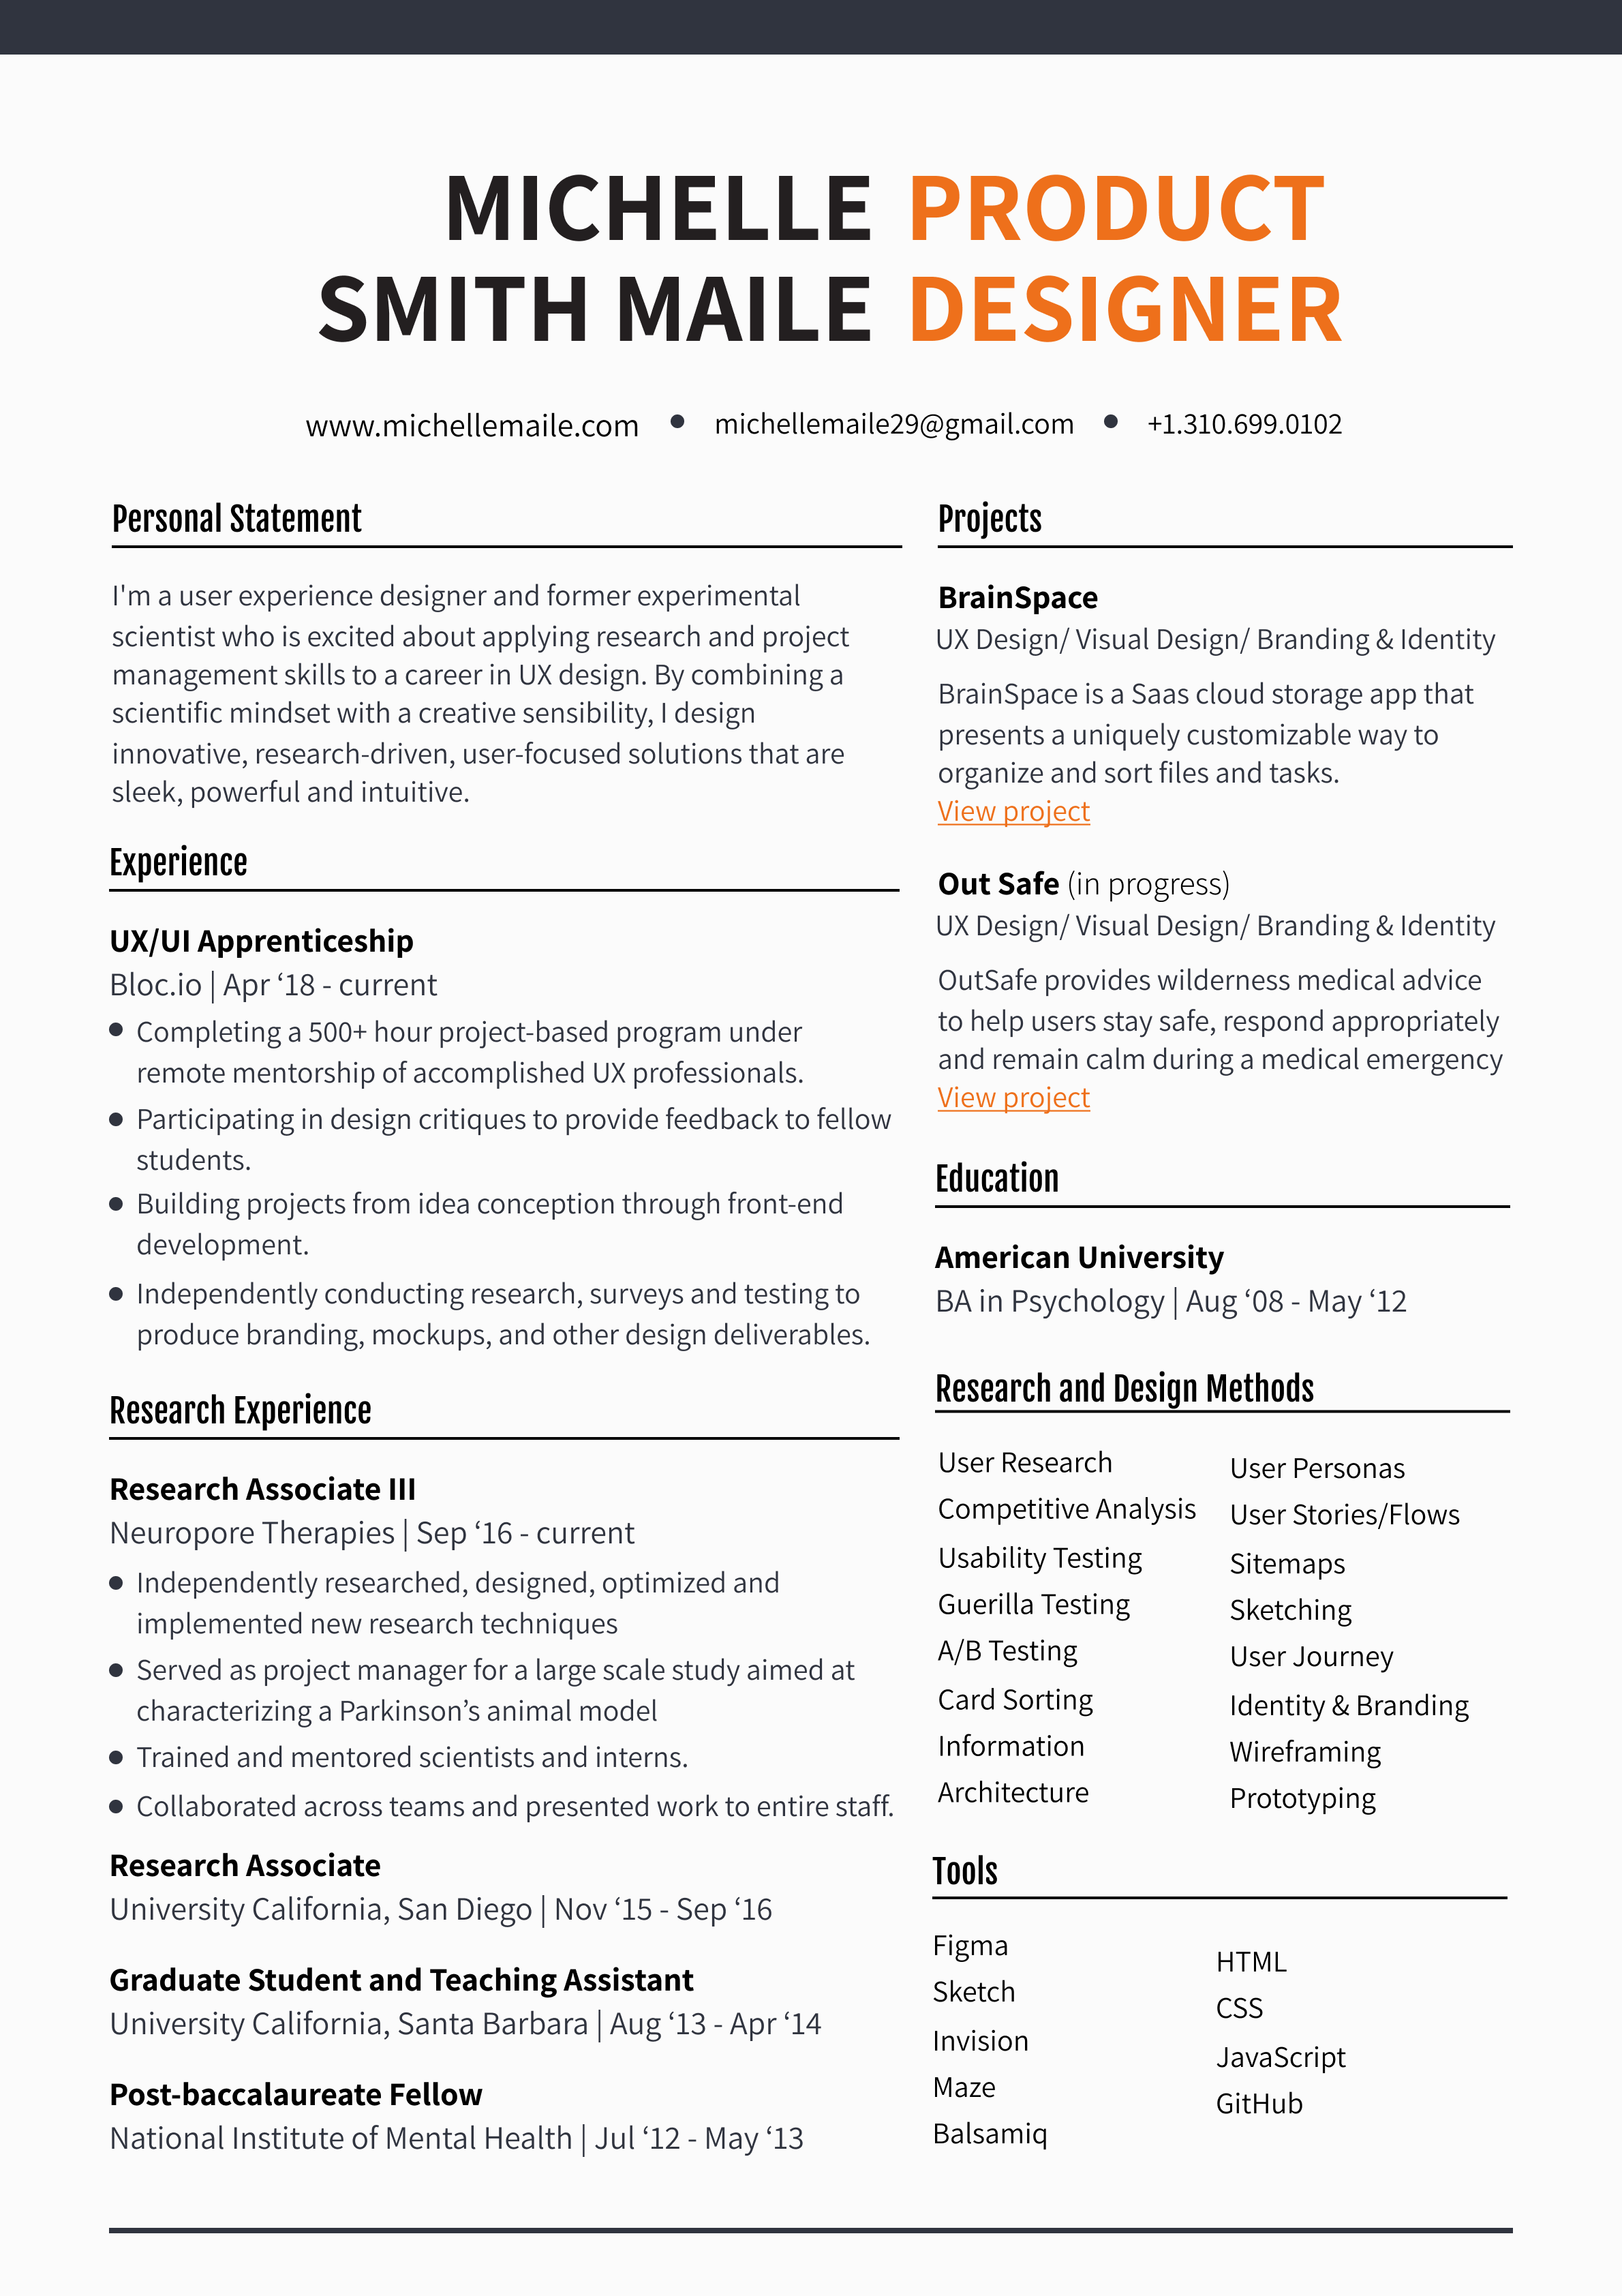 MICHELLE PRODUCT
SMITH MAILE DESIGNER
www.michellemaile.com • michellemaile29@gmail.com • +1.310.699.0102
Personal Statement
I'm a user experience designer and former experimental
scientist who is excited about applying research and project
management skills to a career in UX design. By combining a
scientific mindset with a creative sensibility, I design
innovative, research-driven, user-focused solutions that are
sleek, powerful and intuitive.
Experience
UX/UI Apprenticeship
Bloc.io | Apr ‘18 - current
• Completing a 500+ hour project-based program under
remote mentorship of accomplished UX professionals.
• Participating in design critiques to provide feedback to fellow
students.
• Building projects from idea conception through front-end
development.
• Independently conducting research, surveys and testing to
produce branding, mockups, and other design deliverables.
Research Experience
Research Associate III
Neuropore Therapies | Sep ‘16 - current
• Independently researched, designed, optimized and
implemented new research techniques
• Served as project manager for a large scale study aimed at
characterizing a Parkinson’s animal model
• Trained and mentored scientists and interns.
• Collaborated across teams and presented work to entire staff.
Research Associate
University California, San Diego | Nov ‘15 - Sep ‘16
Graduate Student and Teaching Assistant
University California, Santa Barbara | Aug ‘13 - Apr ‘14
Post-baccalaureate Fellow
National Institute of Mental Health | Jul ‘12 - May ‘13
Projects
BrainSpace
UX Design/ Visual Design/ Branding & Identity
BrainSpace is a Saas cloud storage app that
presents a uniquely customizable way to
organize and sort files and tasks.
View project
Out Safe (in progress)
UX Design/ Visual Design/ Branding & Identity
OutSafe provides wilderness medical advice
to help users stay safe, respond appropriately
and remain calm during a medical emergency
View project
Education
American University
BA in Psychology | Aug ‘08 - May ‘12
Research and Design Methods
User Research
Competitive Analysis
Usability Testing
Guerilla Testing
A/B Testing
Card Sorting
Information
Architecture
User Personas
User Stories/Flows
Sitemaps
Sketching
User Journey
Identity & Branding
Wireframing
Prototyping
Tools
Figma
Sketch
Invision
Maze
Balsamiq
HTML
CSS
JavaScript
GitHub